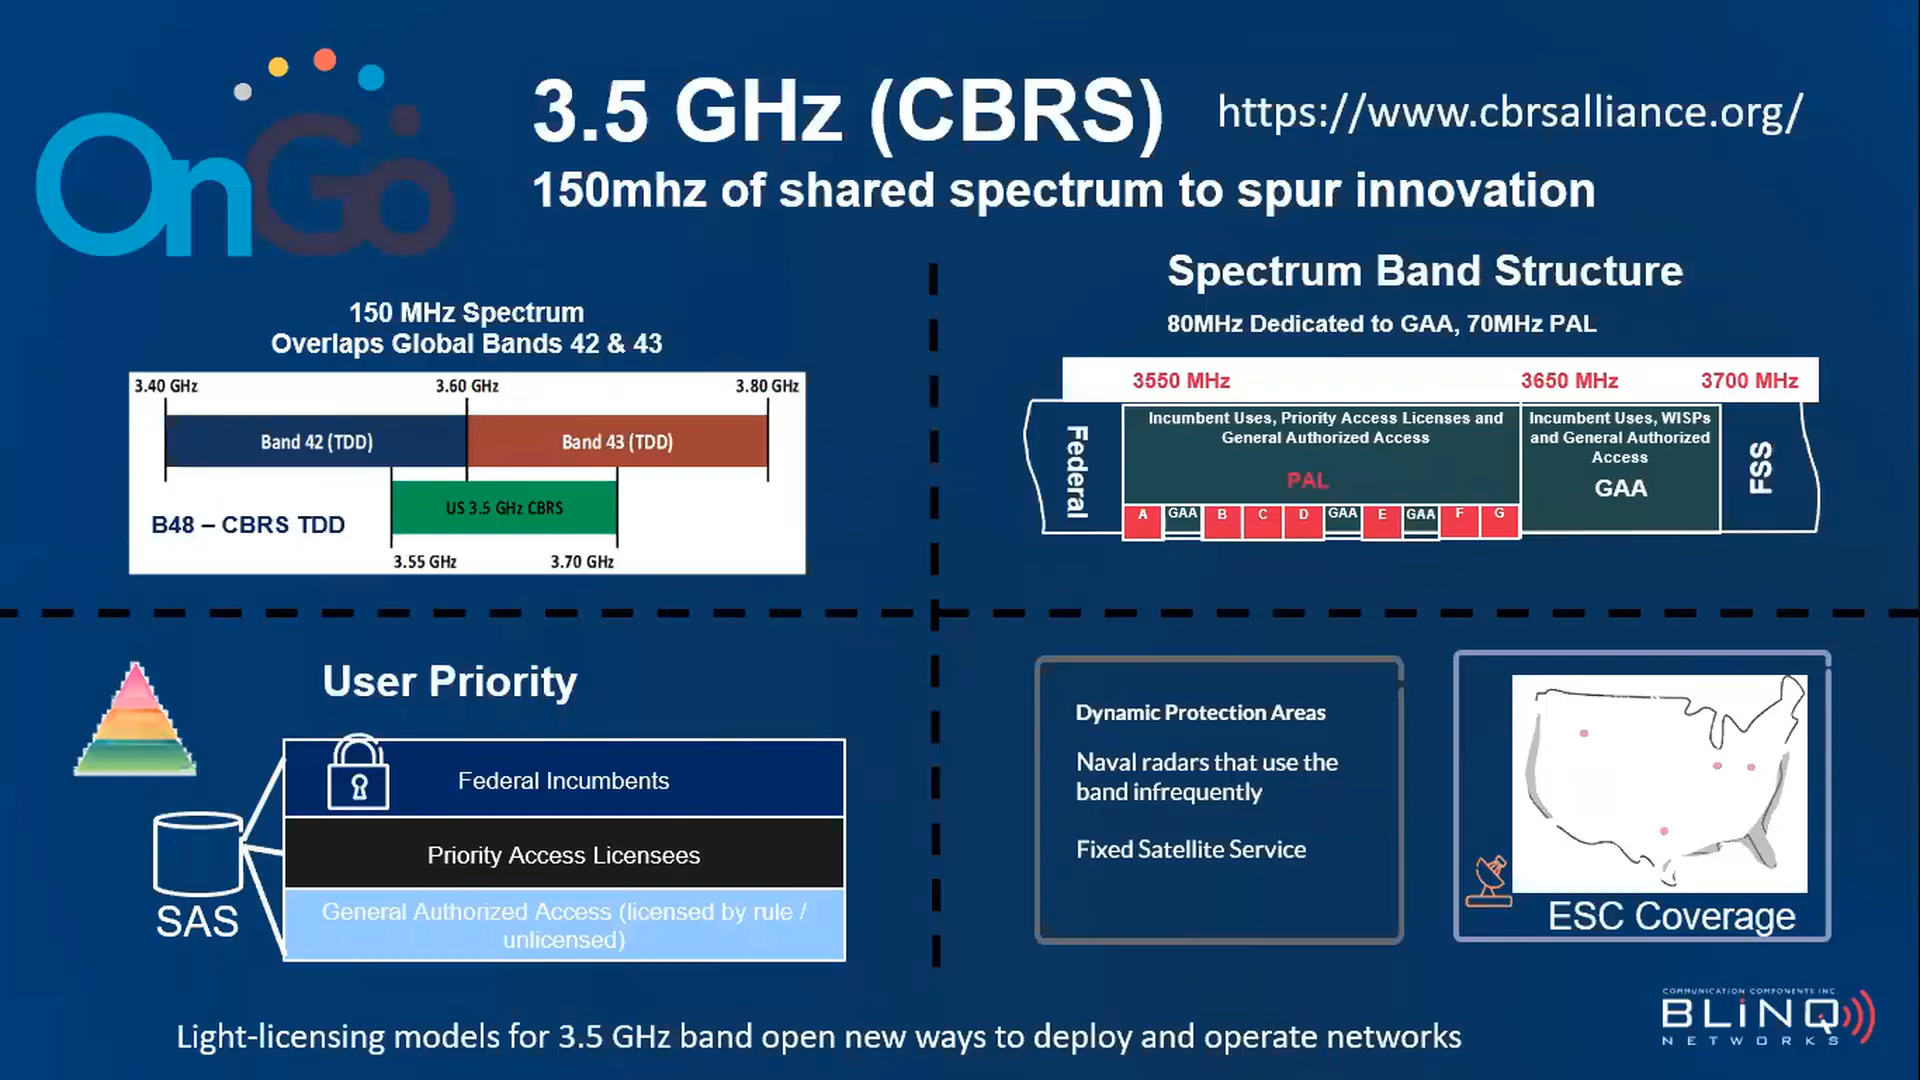 OnGo
3.5 GHz (CBRS)
https://www.cbrsalliance.org/
150mhz of shared spectrum to spur innovation
150 MHz Spectrum
Overlaps Global Bands 42 & 43
3.40 GHz
3.60 GHz
3.80 GHz
Band 42 (TDD)
Band 43 (TDD)
US 3.5 GHz CBRS
B48 – CBRS TDD
3.55 GHz
3.70 GHz
Spectrum Band Structure
80MHz Dedicated to GAA, 70MHz PAL
3550 MHz
3650 MHz
3700 MHz
Federal
Incumbent Uses, Priority Access Licenses and
General Authorized Access
PAL
A
GAA
B
C
D
GAA
E
GAA
F
G
Incumbent Uses, WISPs
and General Authorized
Access
GAA
FSS
User Priority
SAS
Federal Incumbents
Priority Access Licensees
General Authorized Access (licensed by rule /
unlicensed)
Dynamic Protection Areas
Naval radars that use the
band infrequently
Fixed Satellite Service
ESC Coverage
Light-licensing models for 3.5 GHz band open new ways to deploy and operate networks
COMMUNICATION COMPONENTS INC.
BLiNQ
NETWORKS